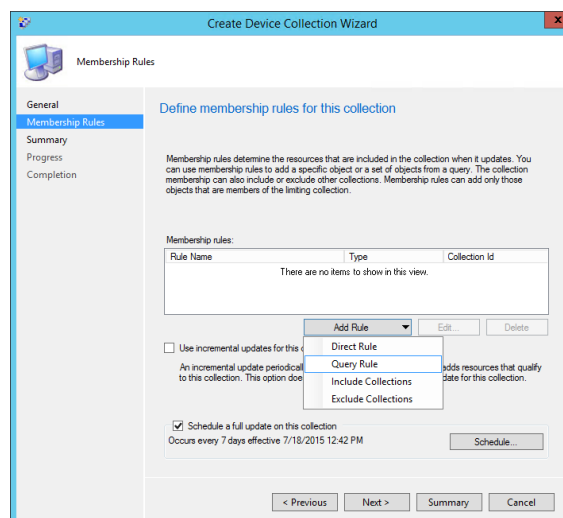 Create Device Collection Wizard
x
Membership Rules
General
Membership Rules
Summary
Progress
Completion
Define membership rules for this collection
Membership rules determine the resources that are included in the collection when it updates. You
can use membership rules to add a specific object or a set of objects from a query. The collection
membership can also include or exclude other collections. Membership rules can add only those
objects that are members of the limiting collection.
Membership rules:
Rule Name Type Collection Id
There are no items to show in this view.
Add Rule Edit... Delete
Direct Rule
Query Rule
Include Collections
Exclude Collections
Use incremental updates for this
An incremental update periodicall adds resources that qualify
to this collection. This option doe date for this collection.
Schedule a full update on this collection
Occurs every 7 days effective 7/18/2015 12:42 PM
Schedule...
< Previous Next > Summary Cancel